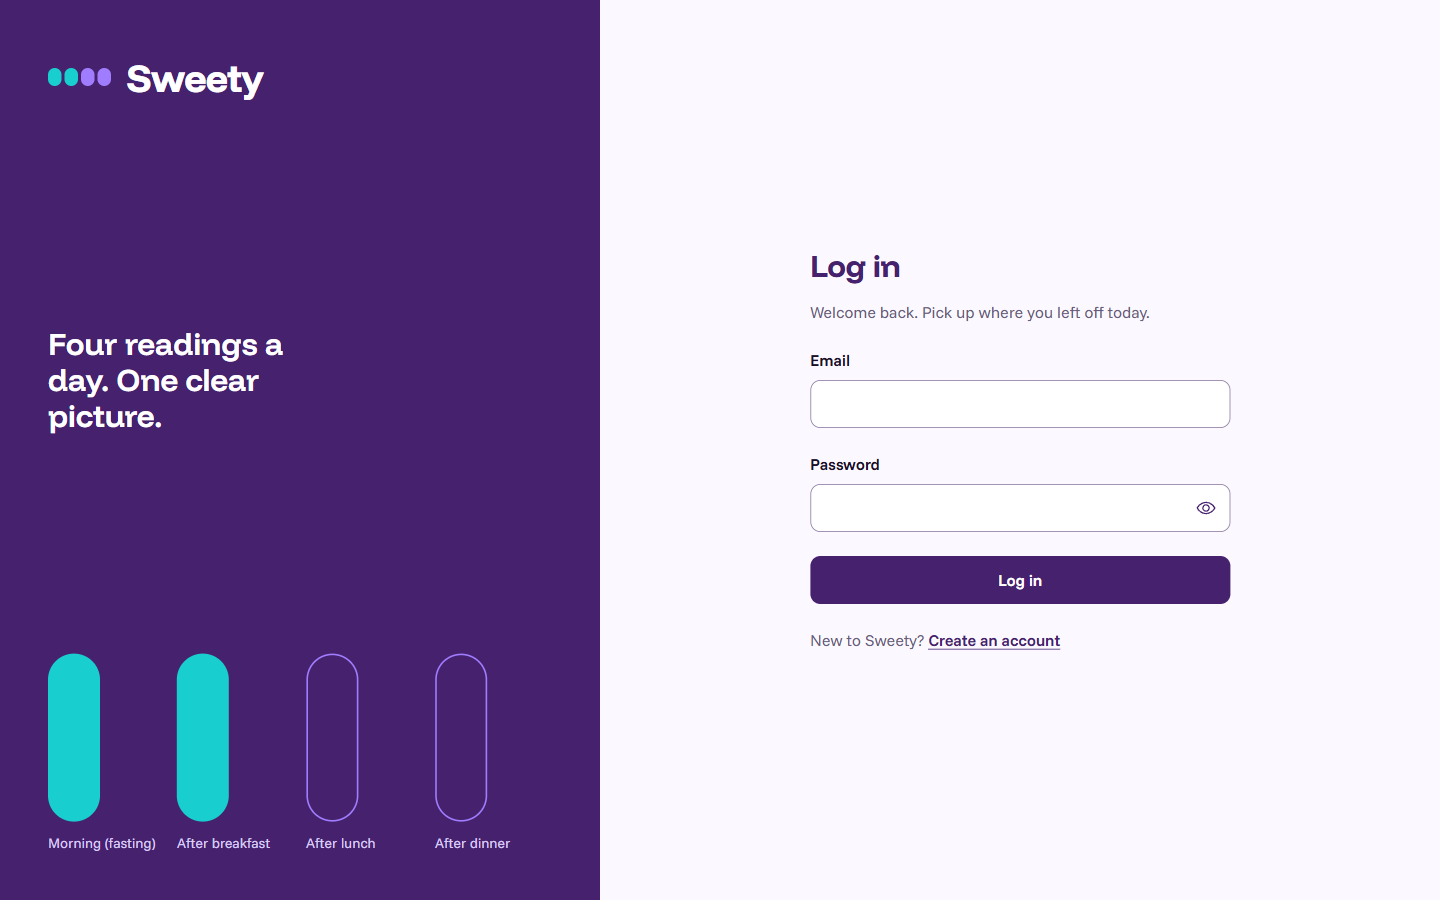 Sweety
Four readings a
day. One clear
picture.
Morning (fasting)
After breakfast
After lunch
After dinner
Log in
Welcome back. Pick up where you left off today.
Email
Password
Log in
New to Sweety? Create an account